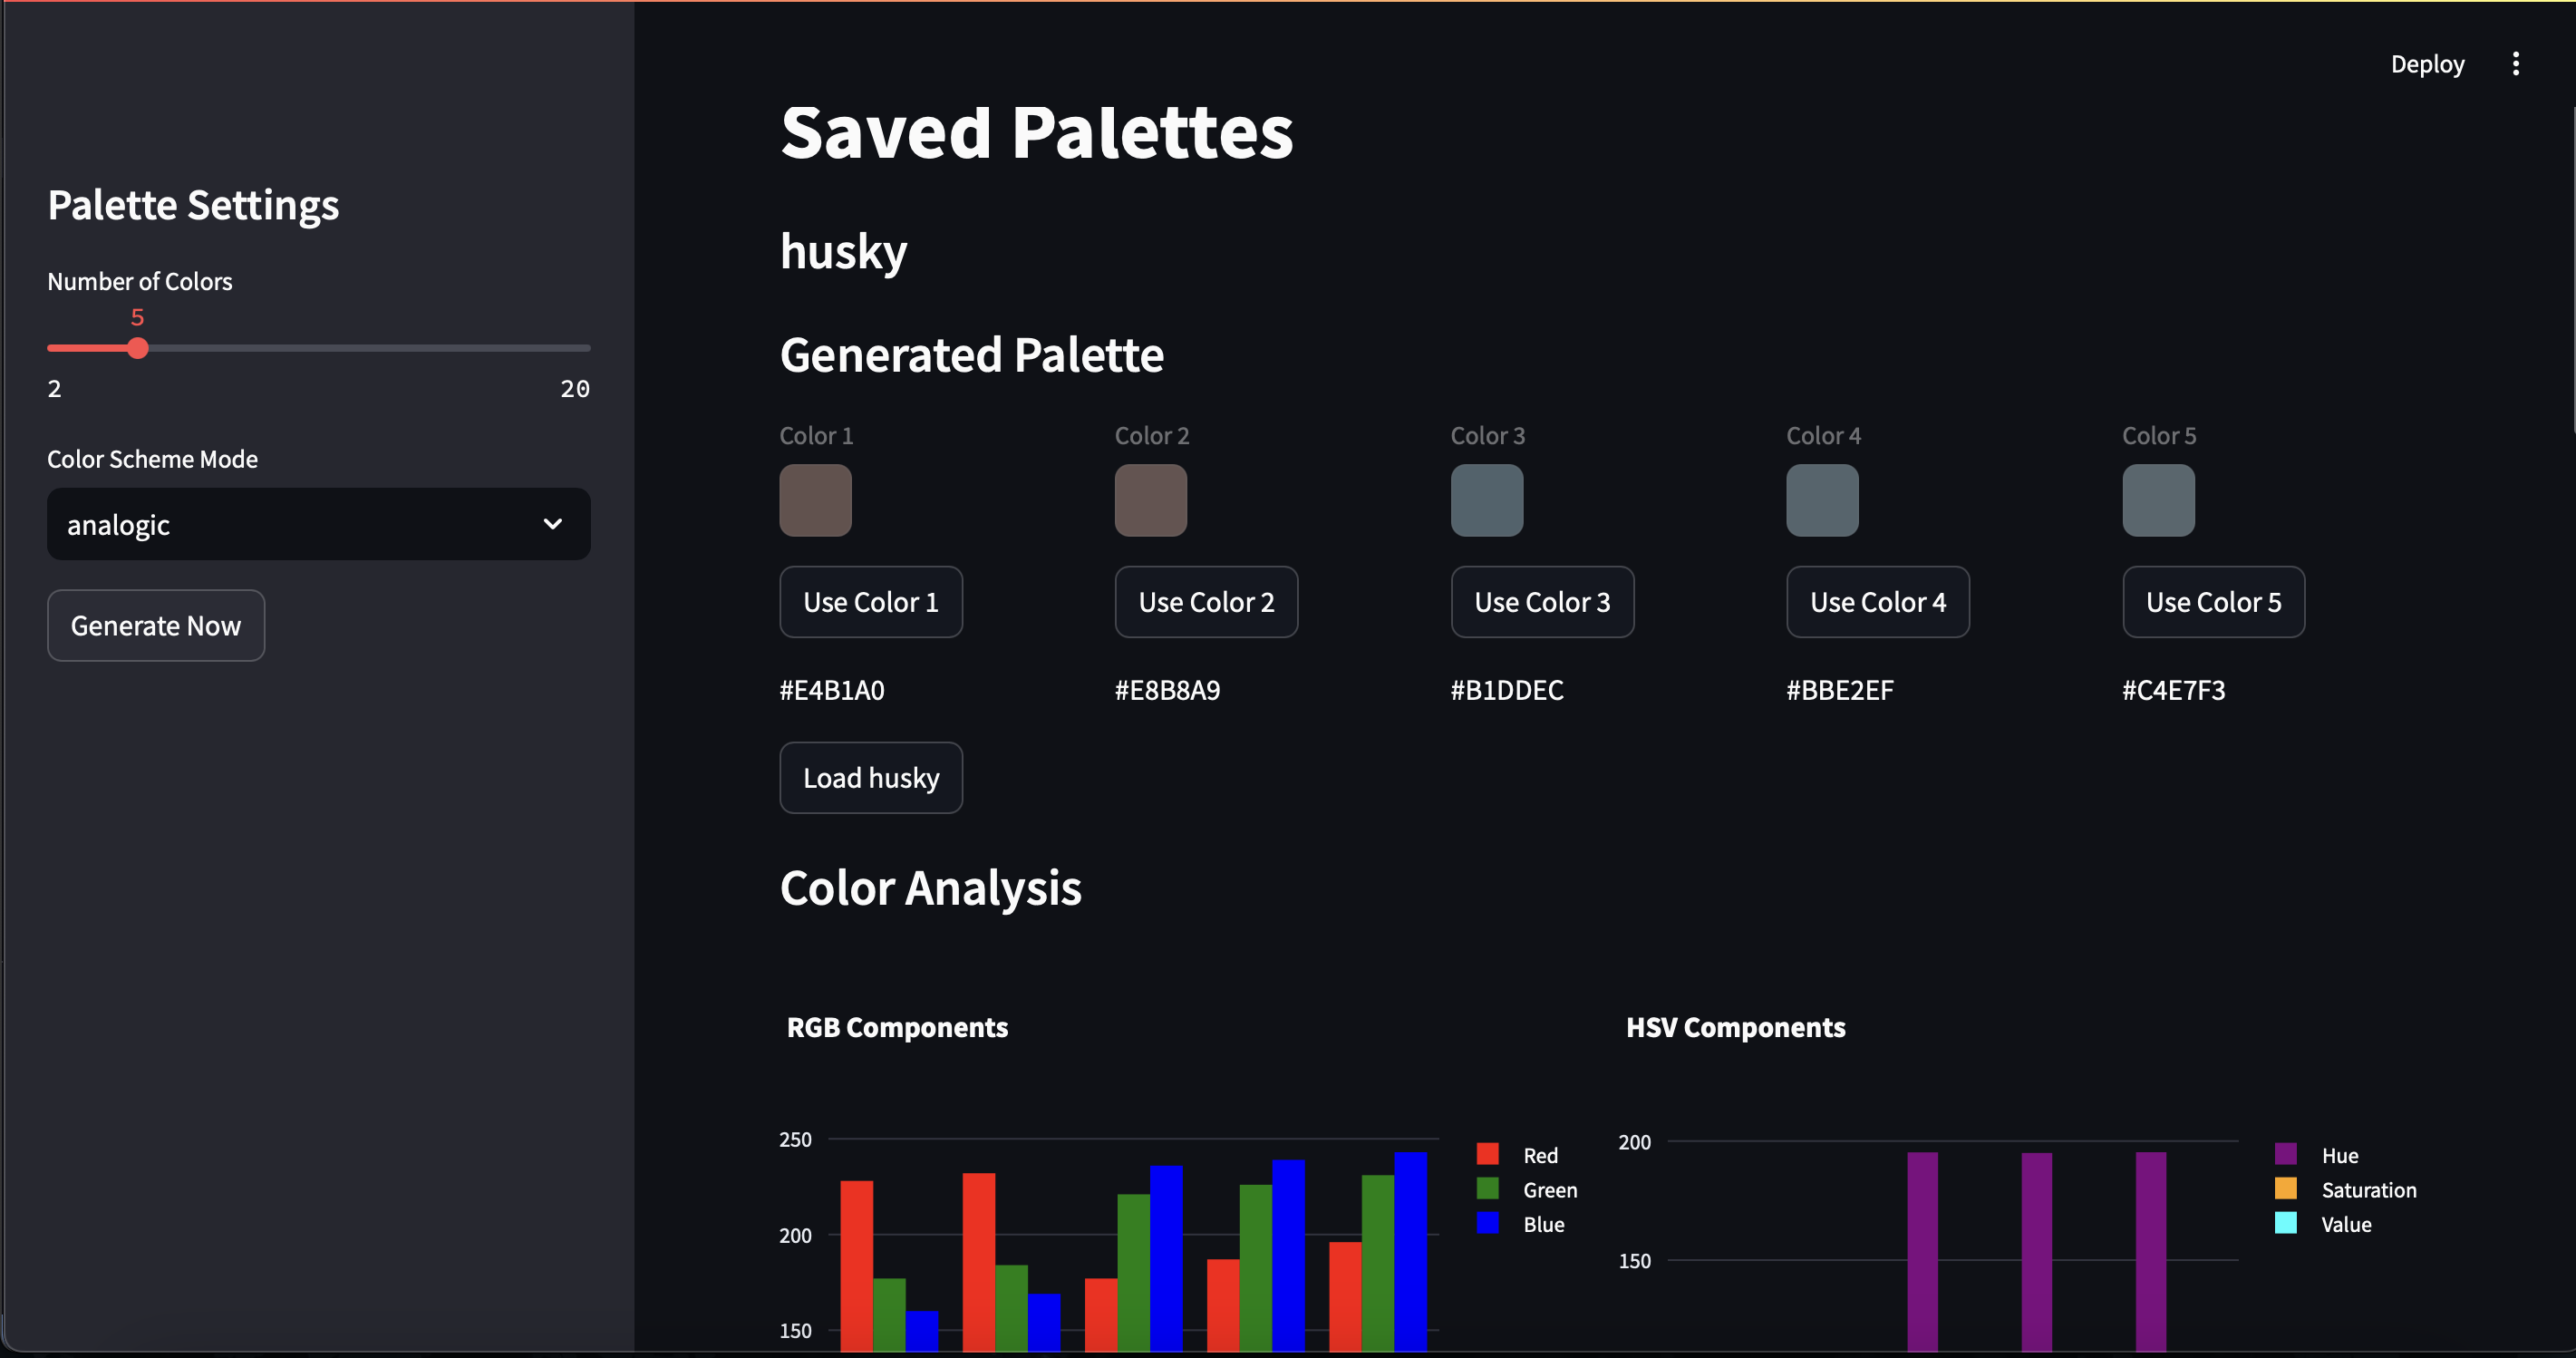 Deploy
Saved Palettes
Palette Settings
Number of Colors
5
2 20
Color Scheme Mode
analogic
Generate Now
husky
Generated Palette
Color 1 Color 2 Color 3 Color 4 Color 5
Use Color 1 Use Color 2 Use Color 3 Use Color 4 Use Color 5
#E4B1A0 #E8B8A9 #B1DDEC #BBE2EF #C4E7F3
Load husky
Color Analysis
RGB Components
250
200
150
Red
Green
Blue
HSV Components
200
150
Hue
Saturation
Value